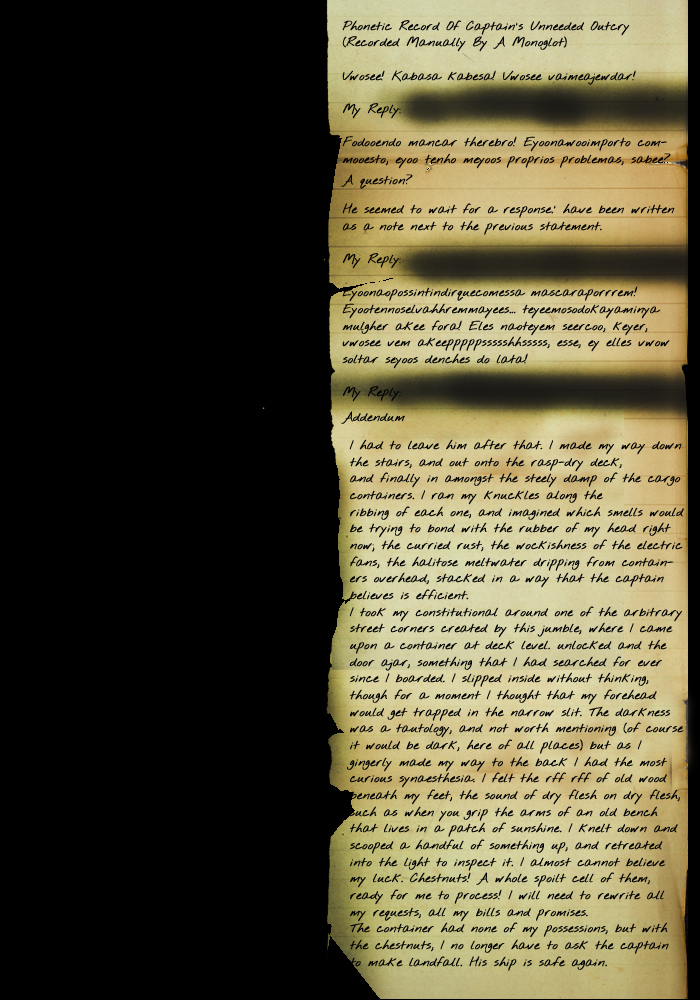 Phonetic Record Of Captain's Unneeded Outcry
(Recorded Manually By A Monoglot)
Vwosee! Kabasa Kabesa! Vwosee vaimeajewdar!
My Reply:
Fodooendo mancar therebro! Eyoonawooimporto com-
mooesto, eyoo tenho meyoos proprios problemas, sabee?
A question?
He seemed to wait for a response: have been written
as a note next to the previous statement.
My Reply:
Eyoonaopossintindirquecomessa mascaraporrrem!
Eyootennoselvahhremmayees... teyeemosodokayaminya
mulgher akee fora! Eles naoteyem seercoo, Keyer,
vwosee vem akeepppppssssshhsssss, esse, ey elles vwow
soltar seyoos denches do lata!
My Reply:
Addendum
I had to leave him after that. I made my way down
the stairs, and out onto the rasp-dry deck,
and finally in amongst the steely damp of the cargo
containers. I ran my knuckles along the
ribbing of each one, and imagined which smells would
be trying to bond with the rubber of my head right
now; the curried rust, the wockishness of the electric
fans, the halitose meltwater dripping from contain-
ers overhead, stacked in a way that the captain
believes is efficient.
I took my constitutional around one of the arbitrary
street corners created by this jumble, where I came
upon a container at deck level. unlocked and the
door ajar, something that I had searched for ever
since I boarded. I slipped inside without thinking,
though for a moment I thought that my forehead
would get trapped in the narrow slit. The darkness
was a tautology, and not worth mentioning (of course
it would be dark, here of all places) but as I
gingerly made my way to the back I had the most
curious synaesthesia. I felt the rff rff of old wood
beneath my feet, the sound of dry flesh on dry flesh,
such as when you grip the arms of an old bench
that lives in a patch of sunshine. I knelt down and
scooped a handful of something up, and retreated
into the light to inspect it. I almost cannot believe
my luck. Chestnuts! A whole spoilt cell of them,
ready for me to process! I will need to rewrite all
my requests, all my bills and promises.
The container had none of my possessions, but with
the chestnuts, I no longer have to ask the captain
to make landfall. His ship is safe again.